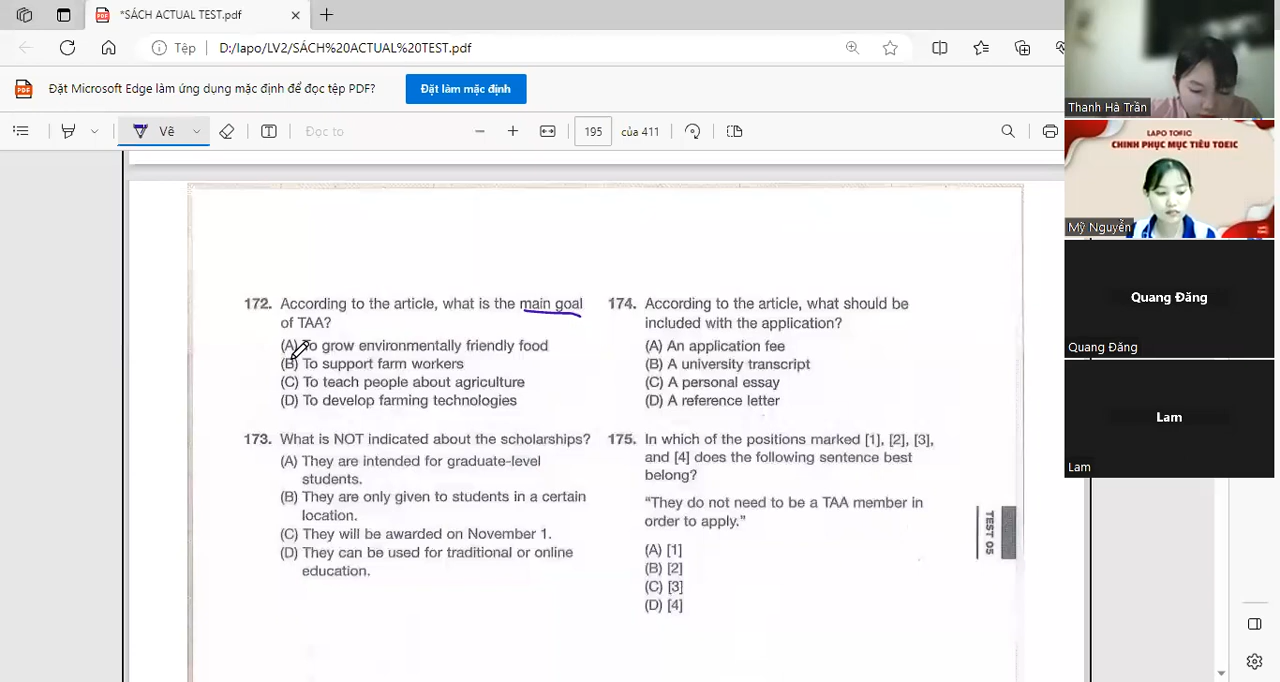 *SÁCH ACTUAL TEST.pdf
Tệp
D:/lapo/LV2/SÁCH%20ACTUAL%20TEST.pdf
Đặt Microsoft Edge làm ứng dụng mặc định để đọc tệp PDF?
Đặt làm mặc định
Vẽ
Đọc to
195
của 411
172. According to the article, what is the main goal
of TAA?
(A) To grow environmentally friendly food
(B) To support farm workers
(C) To teach people about agriculture
(D) To develop farming technologies
173. What is NOT indicated about the scholarships?
(A) They are intended for graduate-level
students.
(B) They are only given to students in a certain
location.
(C) They will be awarded on November 1.
(D) They can be used for traditional or online
education.
174. According to the article, what should be
included with the application?
(A) An application fee
(B) A university transcript
(C) A personal essay
(D) A reference letter
175. In which of the positions marked [1], [2], [3],
and [4] does the following sentence best
belong?
"They do not need to be a TAA member in
order to apply."
(A) [1]
(B) [2]
(C) [3]
(D) [4]
TEST 05
Thanh Hà Trần
LAPO TOEIC
CHINH PHỤC MỤC TIÊU TOEIC
Mỹ Nguyễn
Quang Đăng
Quang Đăng
Lam
Lam